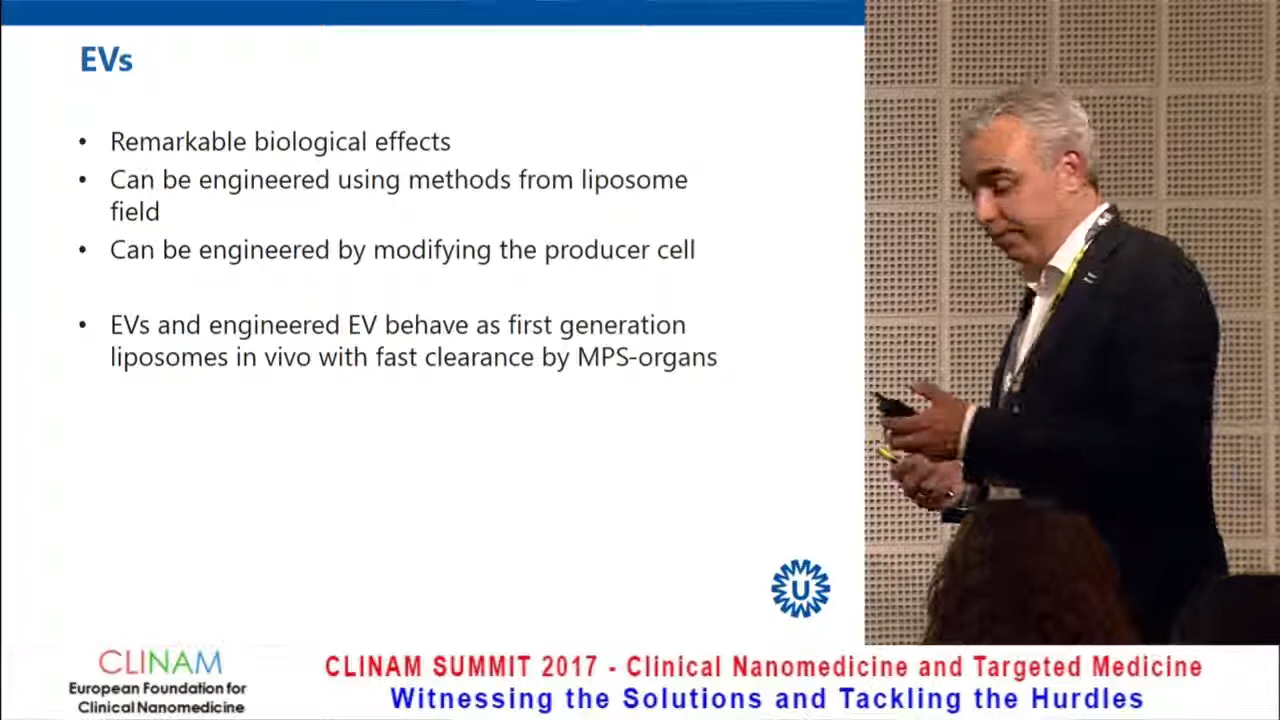 EVs
• Remarkable biological effects
• Can be engineered using methods from liposome
field
• Can be engineered by modifying the producer cell
• EVs and engineered EV behave as first generation
liposomes in vivo with fast clearance by MPS-organs
U
CLINAM
European Foundation for
Clinical Nanomedicine
CLINAM SUMMIT 2017 - Clinical Nanomedicine and Targeted Medicine
Witnessing the Solutions and Tackling the Hurdles